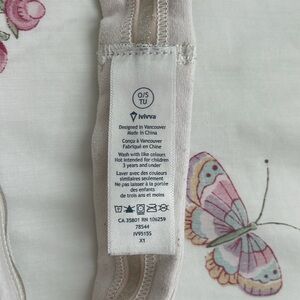 O/S
TU
ivivva
Designed in Vancouver
Made in China
Conçu à Vancouver
Fabriqué en Chine
Wash with like colours
Not intended for children
3 years and under
Laver avec des couleurs
similaires seulement
Ne pas laisser à la portée
des enfants
de trois ans et moins
CA 35801 RN 106259
78544
IV9515S
X1